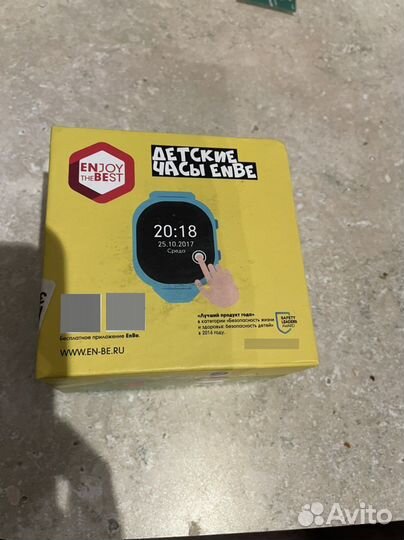 ENJOY
THE BEST
ДЕТСКИЕ
ЧАСЫ ENBE
20:18
25.10.2017
Среда
Бесплатное приложение EnBe.
WWW.EN-BE.RU
«Лучший продукт года»
в категории «Безопасность жизни
и здоровья: безопасность детей»
в 2016 году.
SAFETY
LEADERS
AWARD
Avito